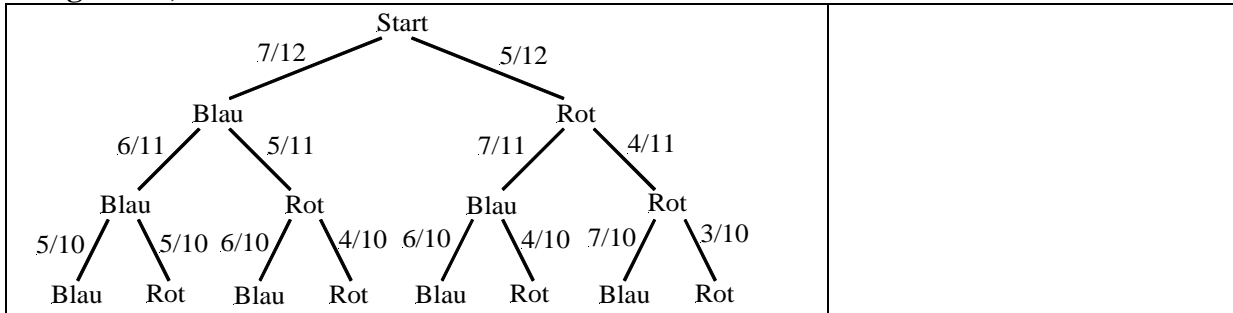 Start
7/12 5/12
Blau Rot
6/11 5/11 7/11 4/11
Blau Rot Blau Rot
5/10 5/10 6/10 4/10 6/10 4/10 7/10 3/10
Blau Rot Blau Rot Blau Rot Blau Rot